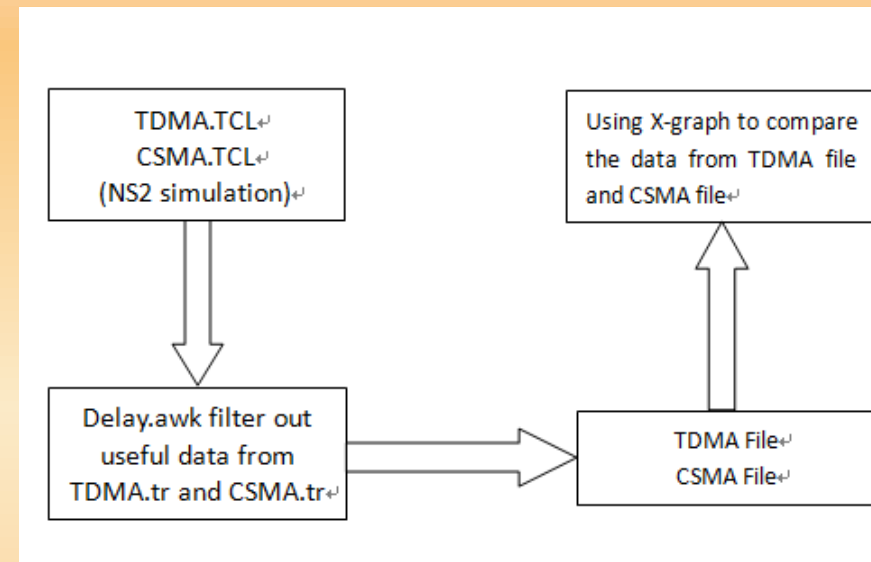 TDMA.TCL
CSMA.TCL
(NS2 simulation)
Delay.awk filter out
useful data from
TDMA.tr and CSMA.tr
TDMA File
CSMA File
Using X-graph to compare
the data from TDMA file
and CSMA file